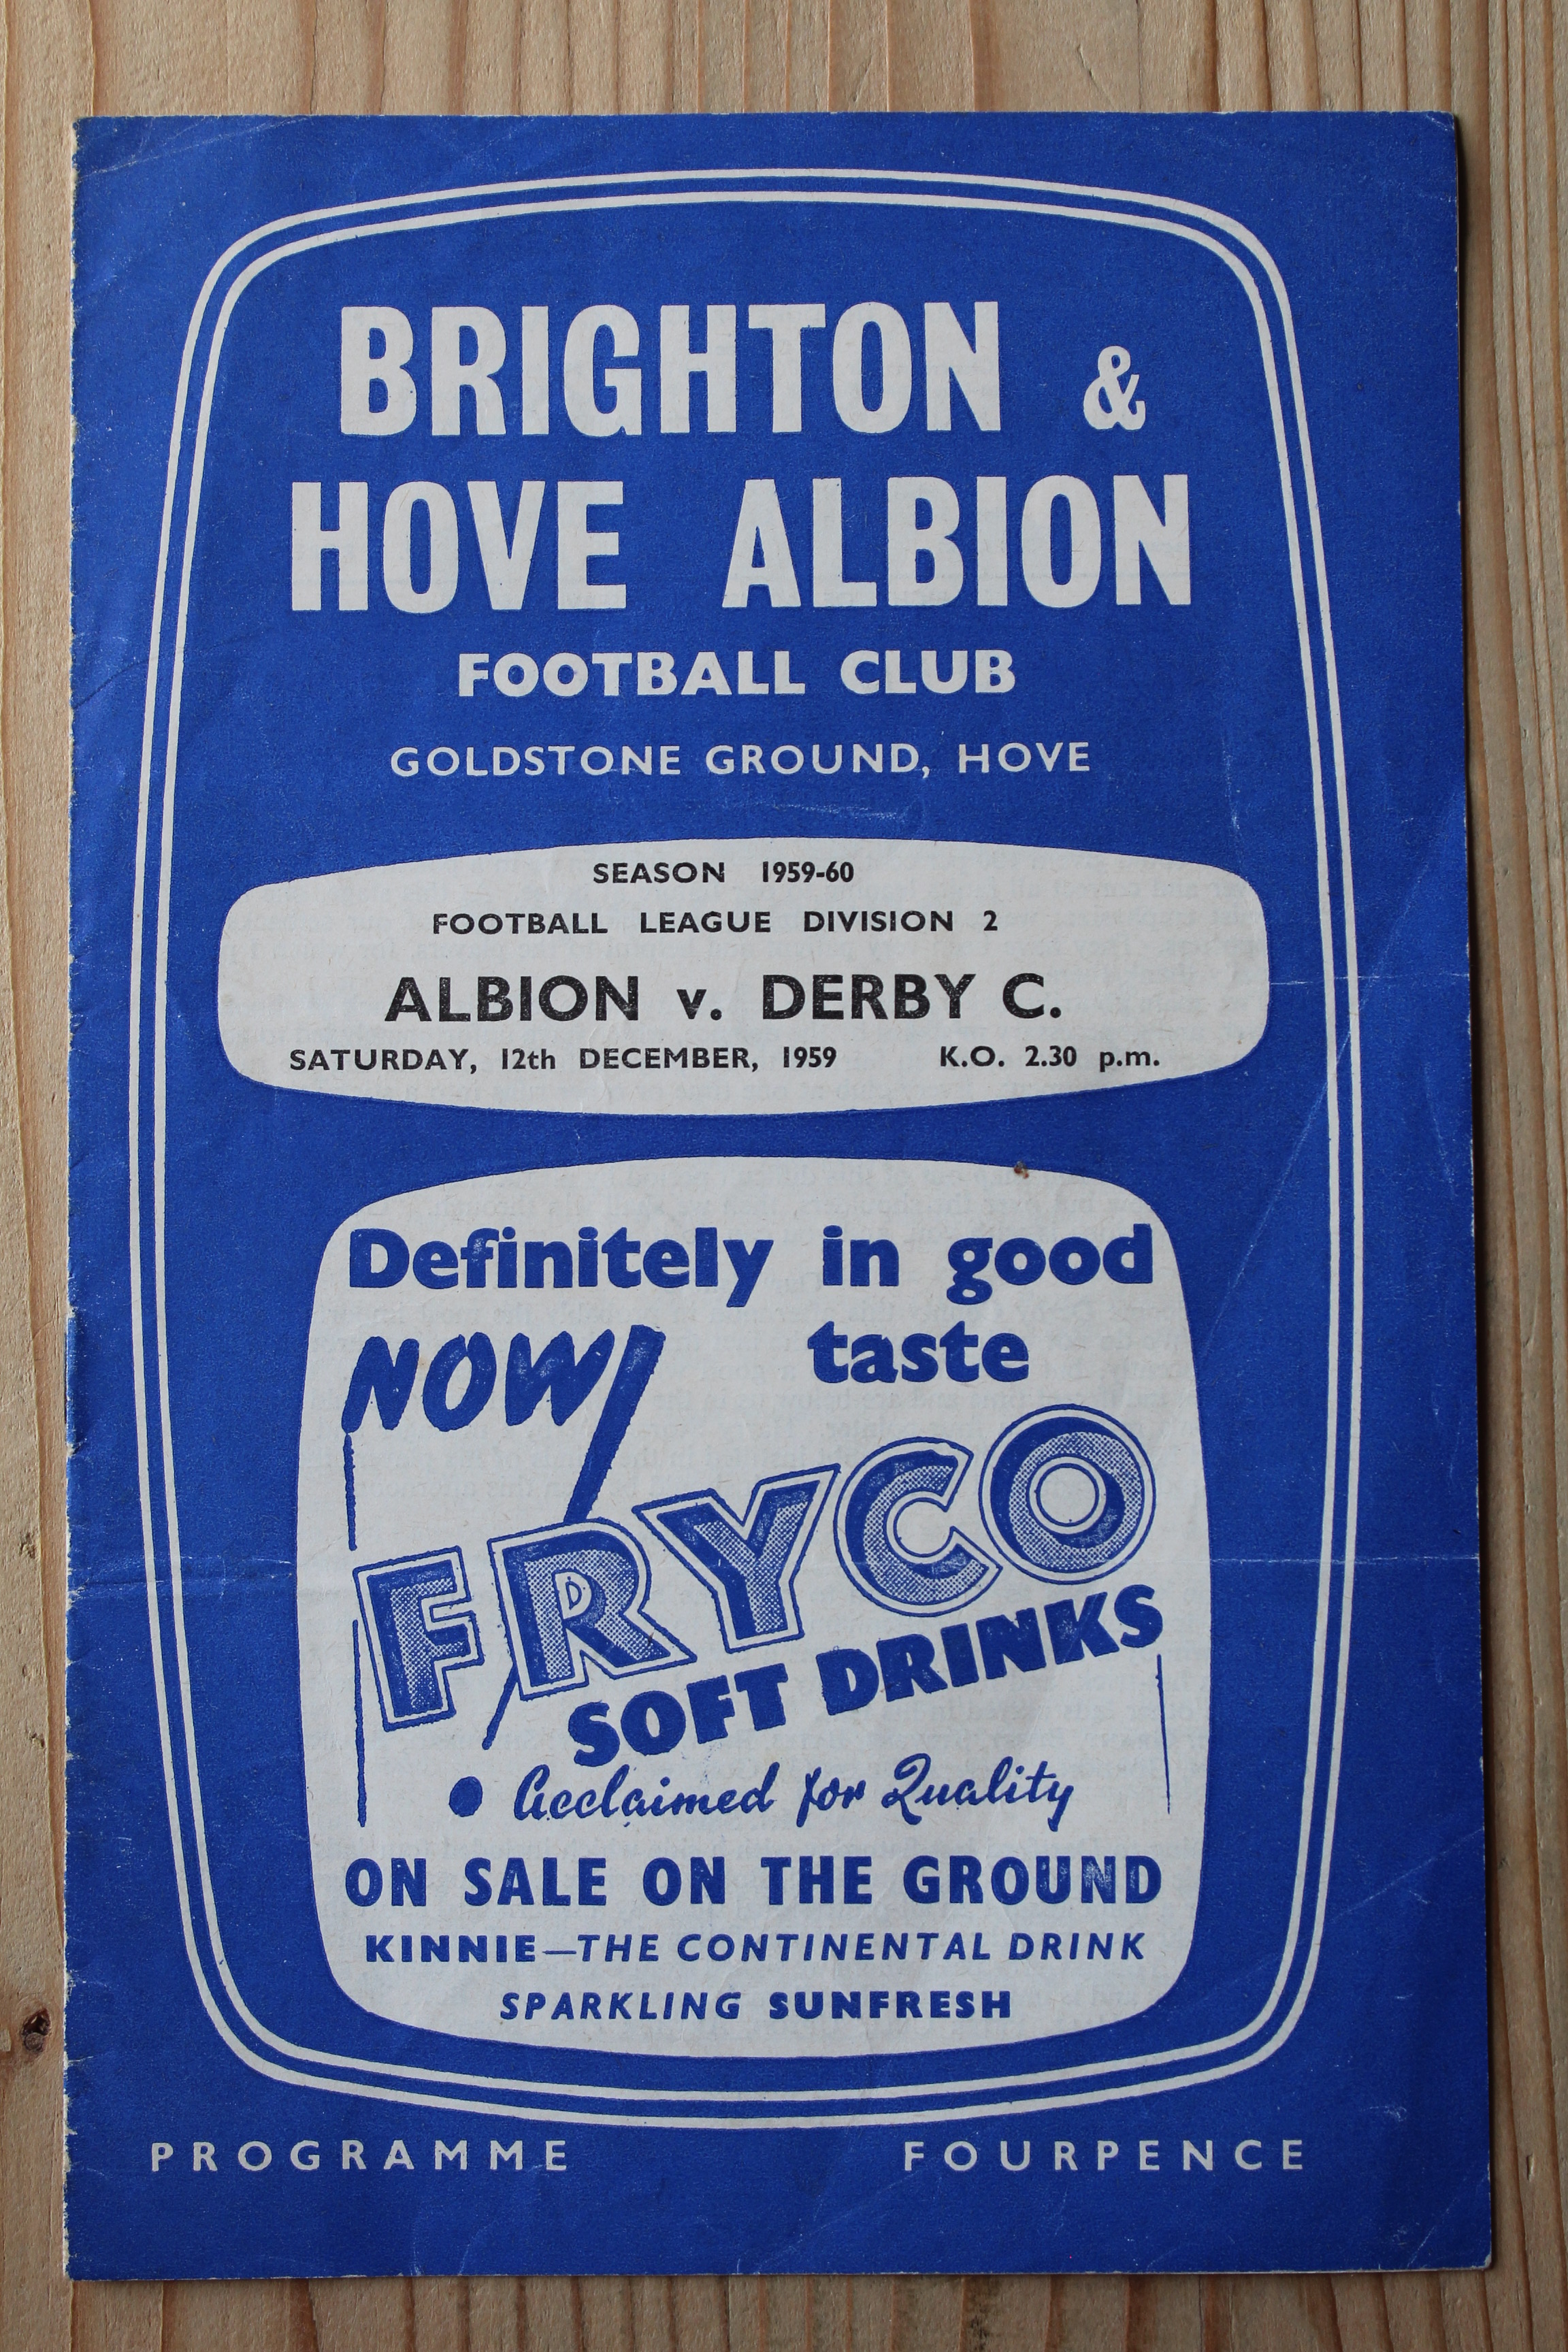 BRIGHTON &
HOVE ALBION
FOOTBALL CLUB
GOLDSTONE GROUND, HOVE
SEASON 1959-60
FOOTBALL LEAGUE DIVISION 2
ALBION v. DERBY C.
SATURDAY, 12th DECEMBER, 1959 K.O. 2.30 p.m.
Definitely in good
taste
NOW!
FRYCO
SOFT DRINKS
● Acclaimed for Quality
ON SALE ON THE GROUND
KINNIE—THE CONTINENTAL DRINK
SPARKLING SUNFRESH
PROGRAMME FOURPENCE